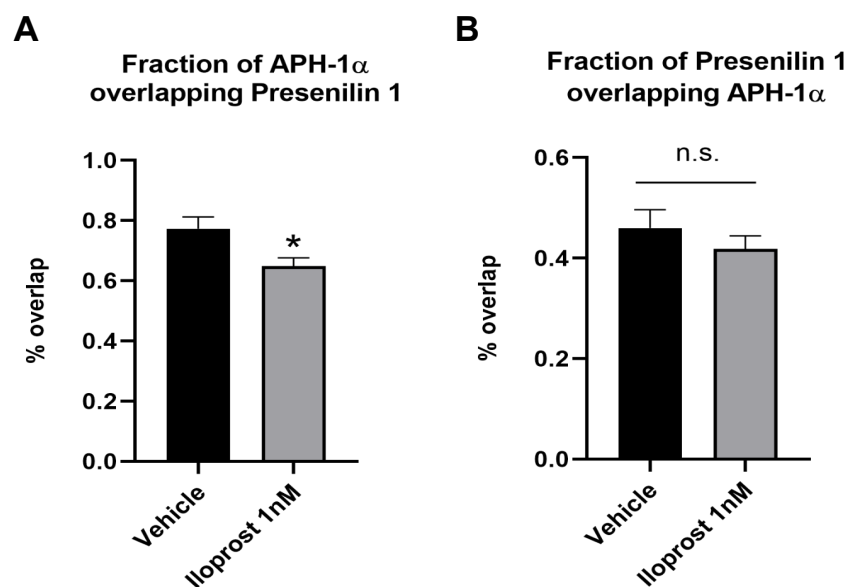 A
Fraction of APH-1α
overlapping Presenilin 1
1.0
0.8
0.6
0.4
0.2
0.0
% overlap
*
Vehicle
Iloprost 1nM
B
Fraction of Presenilin 1
overlapping APH-1α
0.6
0.4
0.2
0.0
% overlap
n.s.
Vehicle
Iloprost 1nM